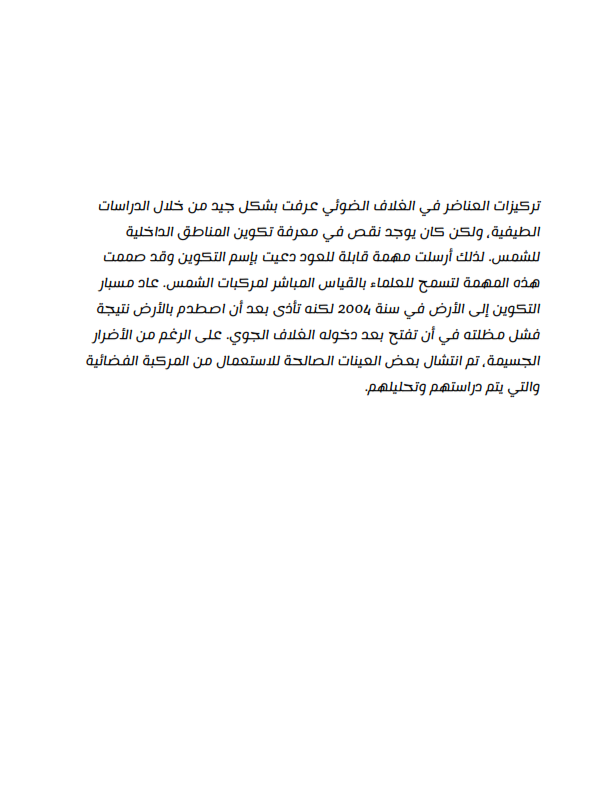 تركيزات العناضر في الغلاف الضوئي عرفت بشكل جيد من خلال الدراسات
الطيفية، ولكن كان يوجد نقص في معرفة تكوين المناطق الداخلية
للشمس. لذلك أرسلت مهمة قابلة للعود دعيت بإسم التكوين وقد صممت
هذه المهمة لتسمح للعلماء بالقياس المباشر لمركبات الشمس. عاد مسبار
التكوين إلى الأرض في سنة 2004 لكنه تأذى بعد أن اصطدم بالأرض نتيجة
فشل مظلته في أن تفتح بعد دخوله الغلاف الجوي. على الرغم من الأضرار
الجسيمة، تم انتشال بعض العينات الصالحة للاستعمال من المركبة الفضائية
والتي يتم دراستهم وتحليلهم.